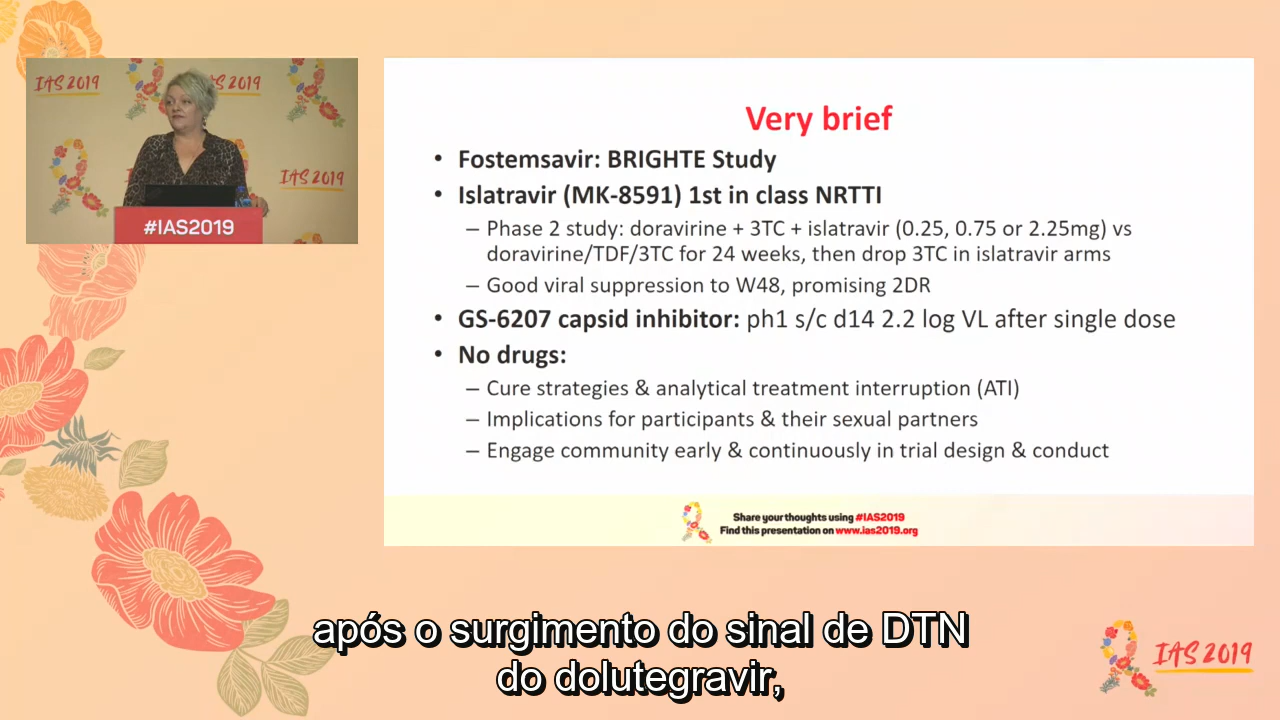 IAS 2019
IAS 2019
IAS 2019
#IAS2019
Very brief
• Fostemsavir: BRIGHTE Study
• Islatravir (MK-8591) 1st in class NRTTI
– Phase 2 study: doravirine + 3TC + islatravir (0.25, 0.75 or 2.25mg) vs
doravirine/TDF/3TC for 24 weeks, then drop 3TC in islatravir arms
– Good viral suppression to W48, promising 2DR
• GS-6207 capsid inhibitor: ph1 s/c d14 2.2 log VL after single dose
• No drugs:
– Cure strategies & analytical treatment interruption (ATI)
– Implications for participants & their sexual partners
– Engage community early & continuously in trial design & conduct
Share your thoughts using #IAS2019
Find this presentation on www.ias2019.org
após o surgimento do sinal de DTN
do dolutegravir,
IAS 2019